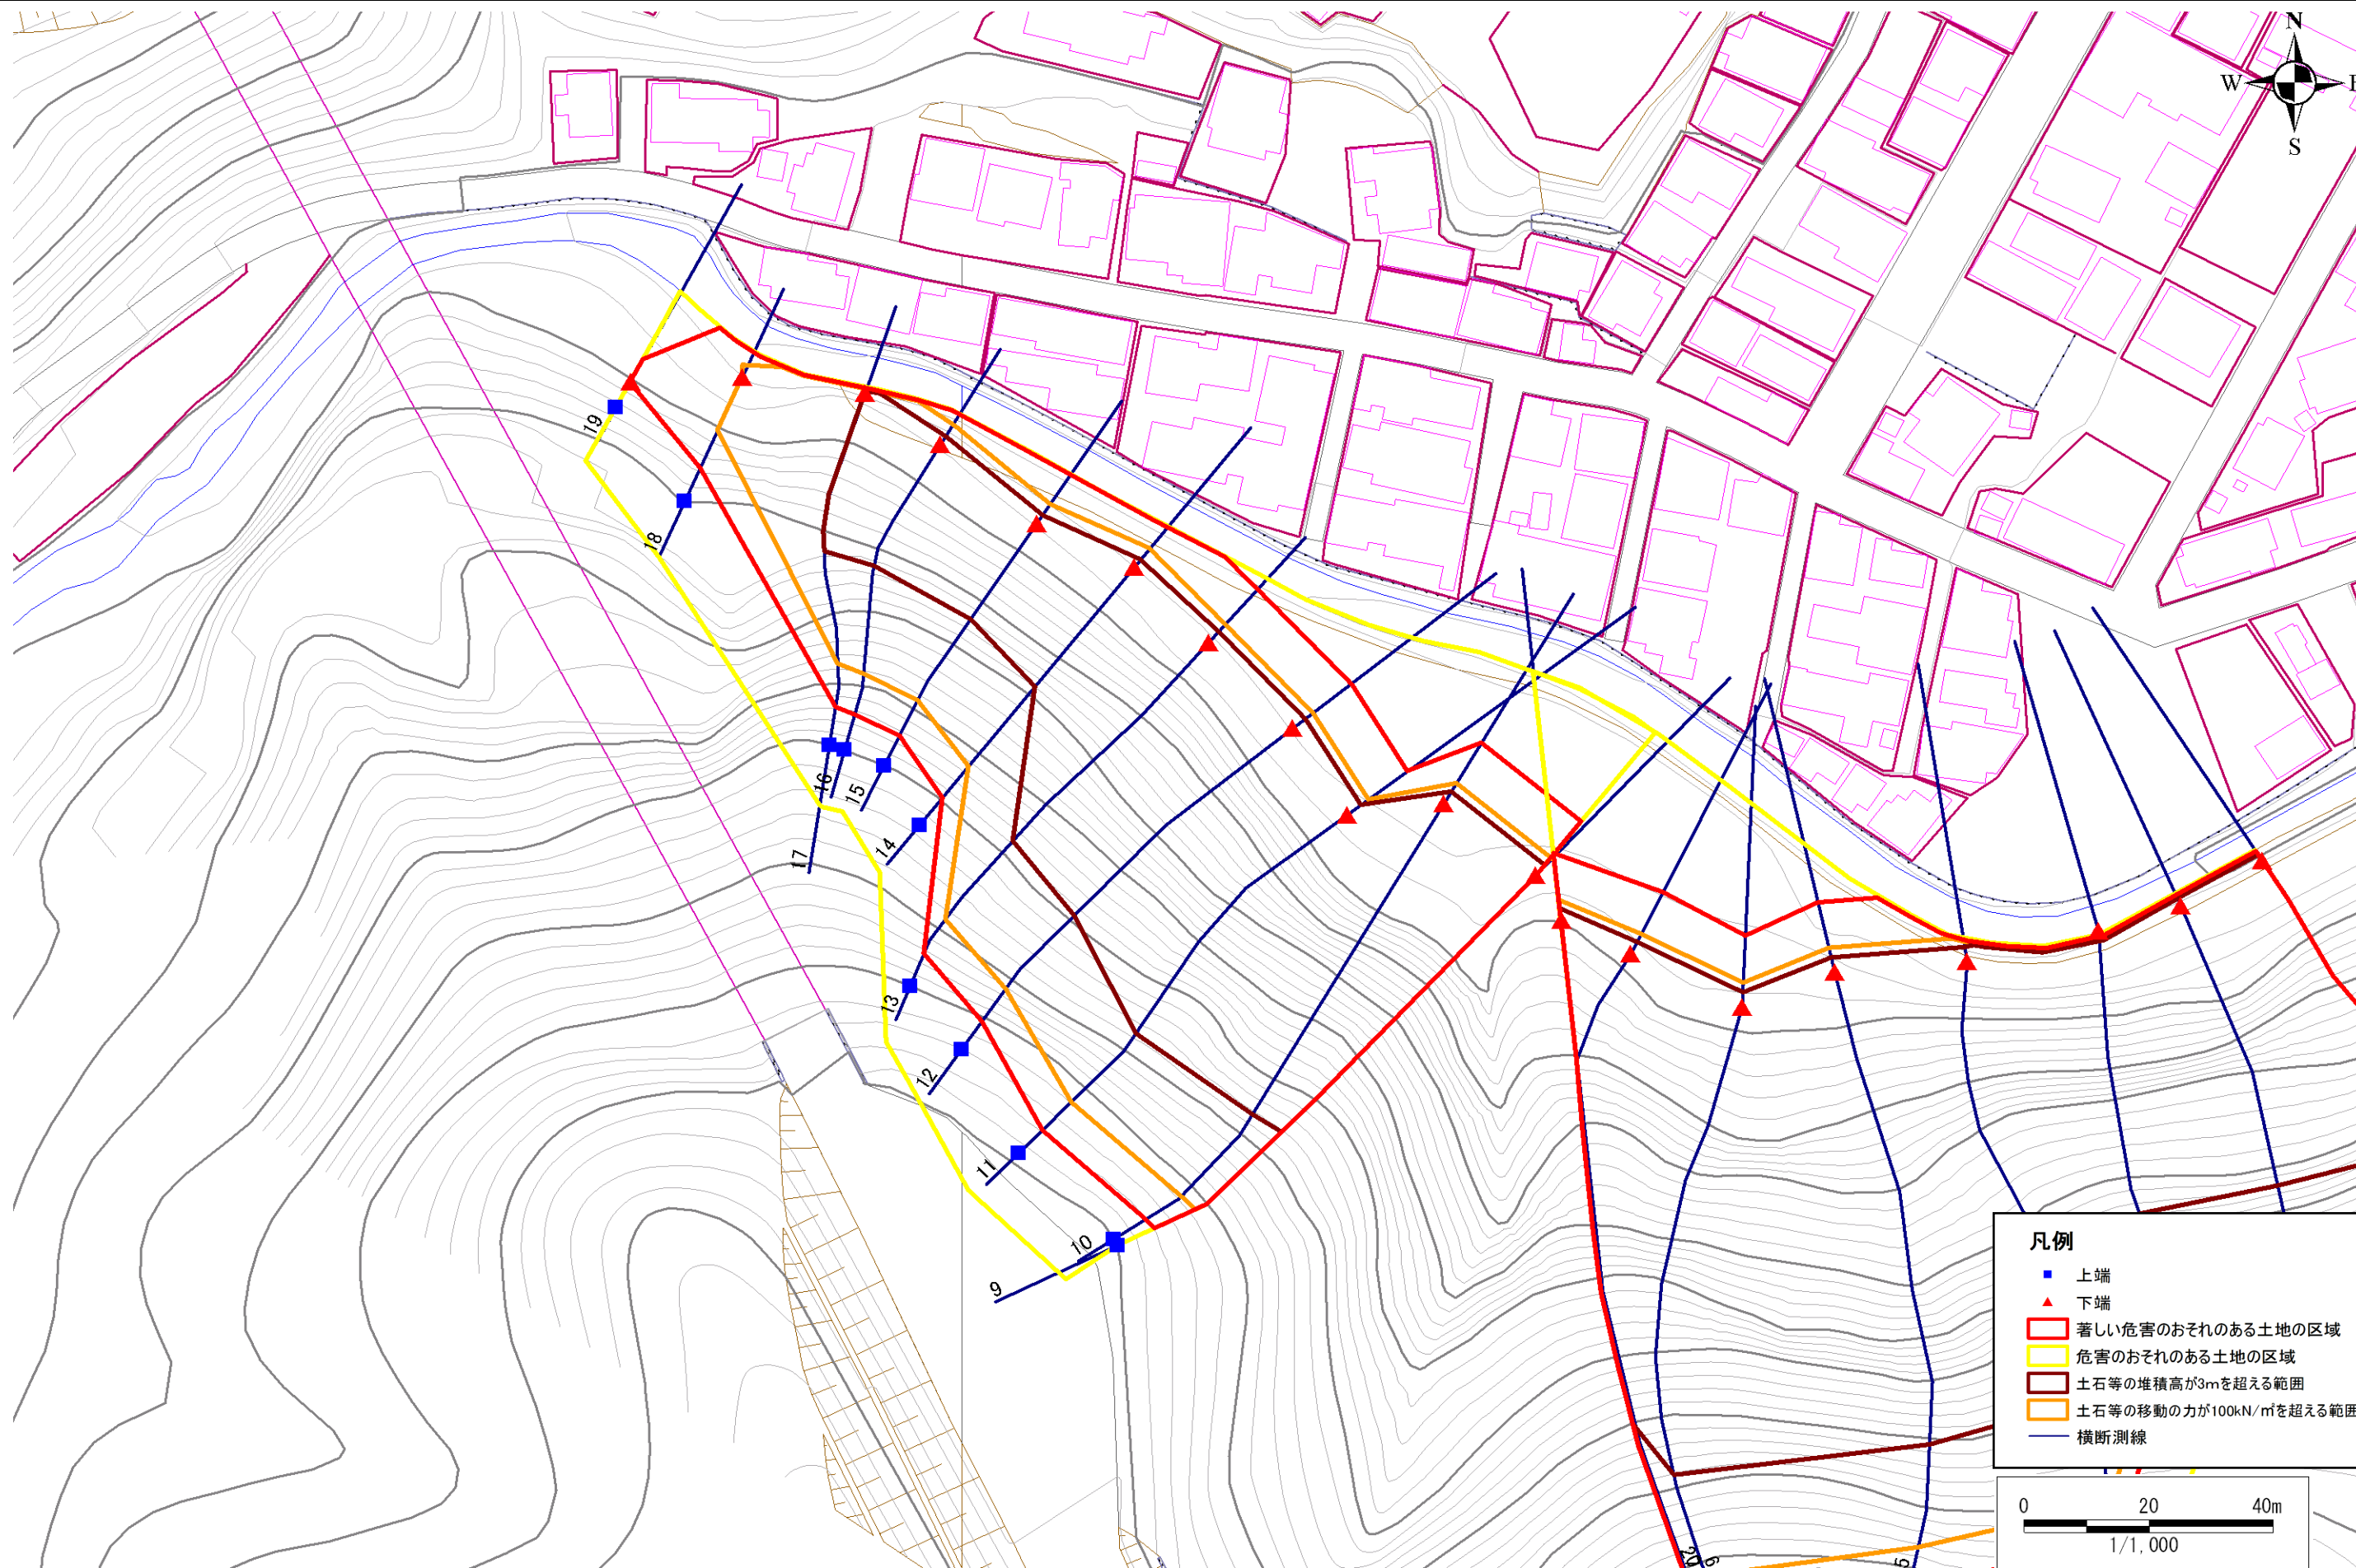 N
W
S
19
18
16
15
17
14
13
12
11
10
9
20
6
5
凡例
上端
下端
著しい危害のおそれのある土地の区域
危害のおそれのある土地の区域
土石等の堆積高が3mを超える範囲
土石等の移動の力が100kN/㎡を超える範囲
横断測線
0 20 40m
1/1,000